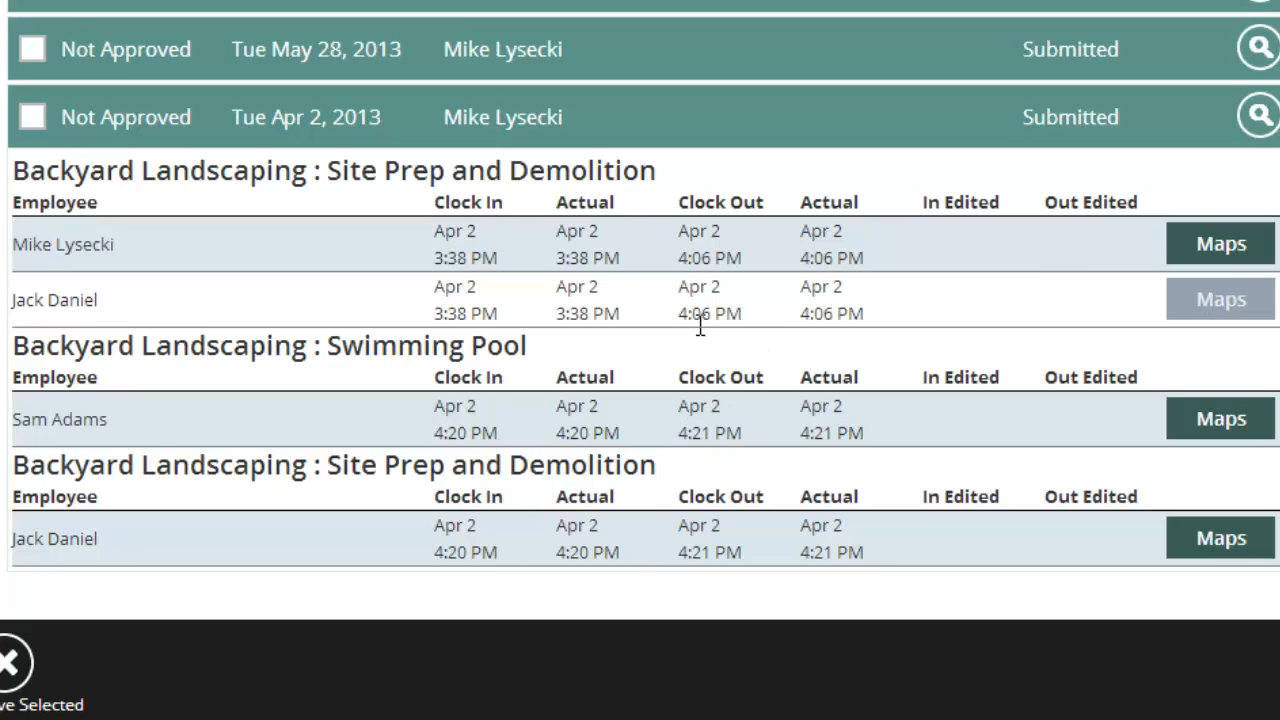 Not Approved Tue May 28, 2013 Mike Lysecki Submitted
Not Approved Tue Apr 2, 2013 Mike Lysecki Submitted
Backyard Landscaping : Site Prep and Demolition
Employee Clock In Actual Clock Out Actual In Edited Out Edited
Mike Lysecki Apr 2 3:38 PM Apr 2 3:38 PM Apr 2 4:06 PM Apr 2 4:06 PM Maps
Jack Daniel Apr 2 3:38 PM Apr 2 3:38 PM Apr 2 4:06 PM Apr 2 4:06 PM Maps
Backyard Landscaping : Swimming Pool
Employee Clock In Actual Clock Out Actual In Edited Out Edited
Sam Adams Apr 2 4:20 PM Apr 2 4:20 PM Apr 2 4:21 PM Apr 2 4:21 PM Maps
Backyard Landscaping : Site Prep and Demolition
Employee Clock In Actual Clock Out Actual In Edited Out Edited
Jack Daniel Apr 2 4:20 PM Apr 2 4:20 PM Apr 2 4:21 PM Apr 2 4:21 PM Maps
ve Selected